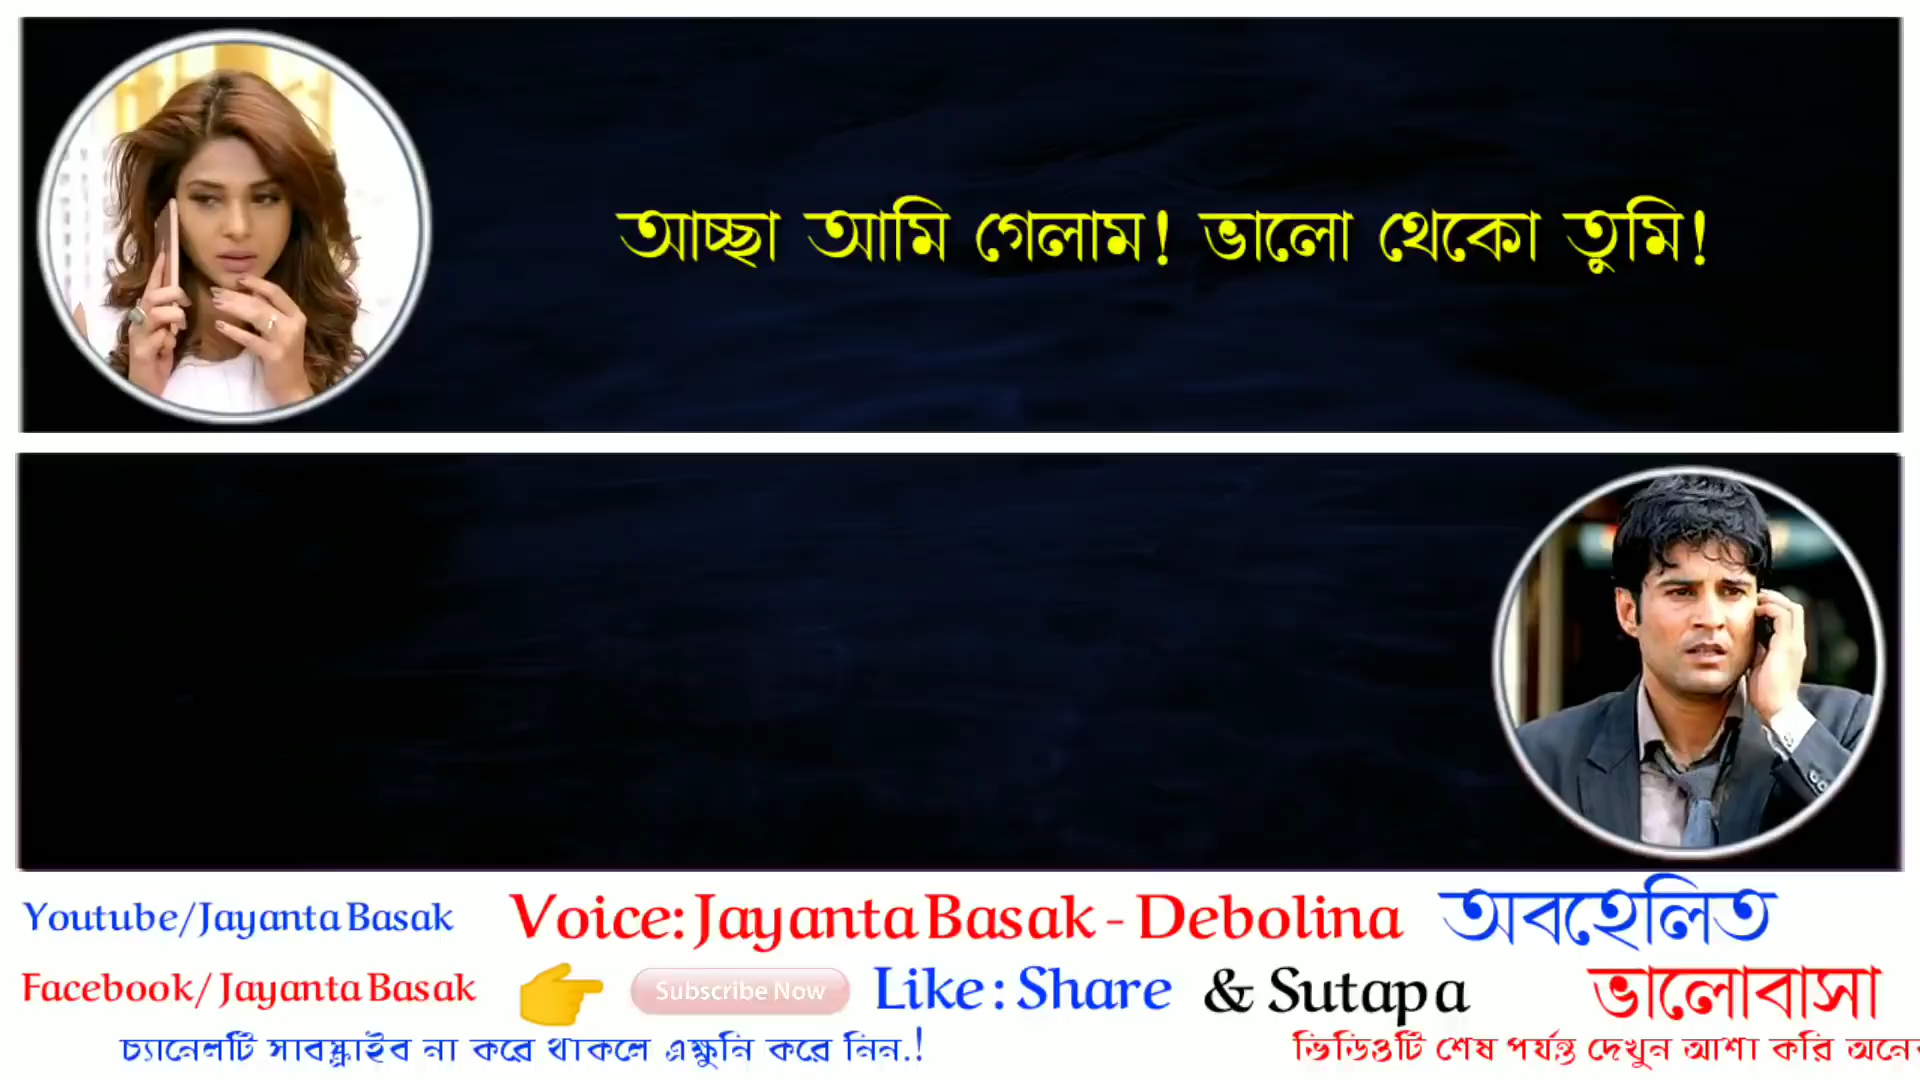 আচ্ছা আমি গেলাম! ভালো থেকো তুমি!
Youtube/Jayanta Basak
Voice: Jayanta Basak - Debolina
অবহেলিত
Facebook/ Jayanta Basak
Subscribe Now
Like : Share
& Sutapa
ভালোবাসা
চ্যানেলটি সাবস্ক্রাইব না করে থাকলে এক্ষুনি করে নিন.!
ভিডিওটি শেষ পর্যন্ত দেখুন আশা করি